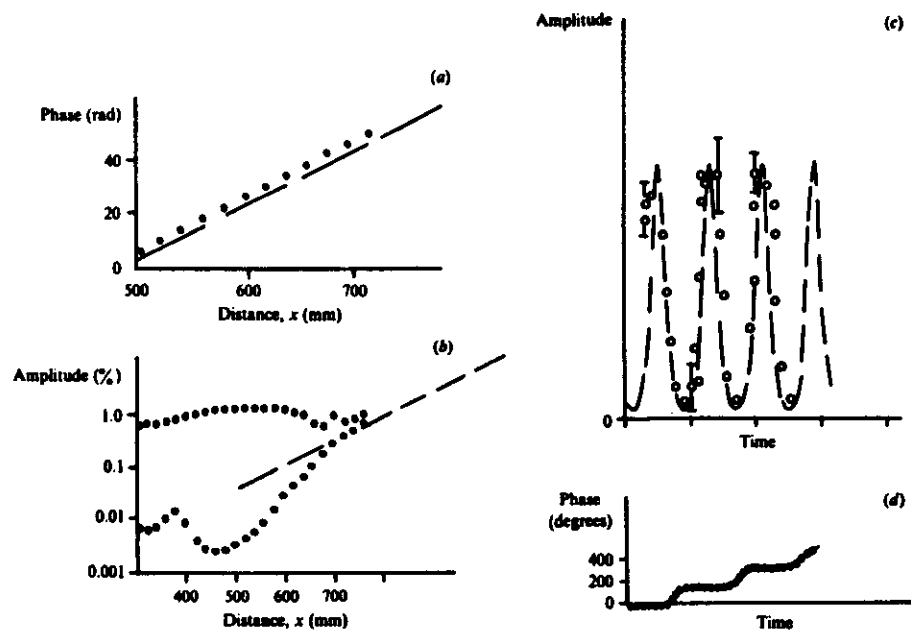 (a)
Phase (rad)
40
20
0
500 600 700
Distance, x (mm)
(b)
Amplitude (%)
1.0
0.1
0.01
0.001
400 500 600 700
Distance, x (mm)
Amplitude (c)
0
Time
Phase (d)
(degrees)
400
200
0
Time